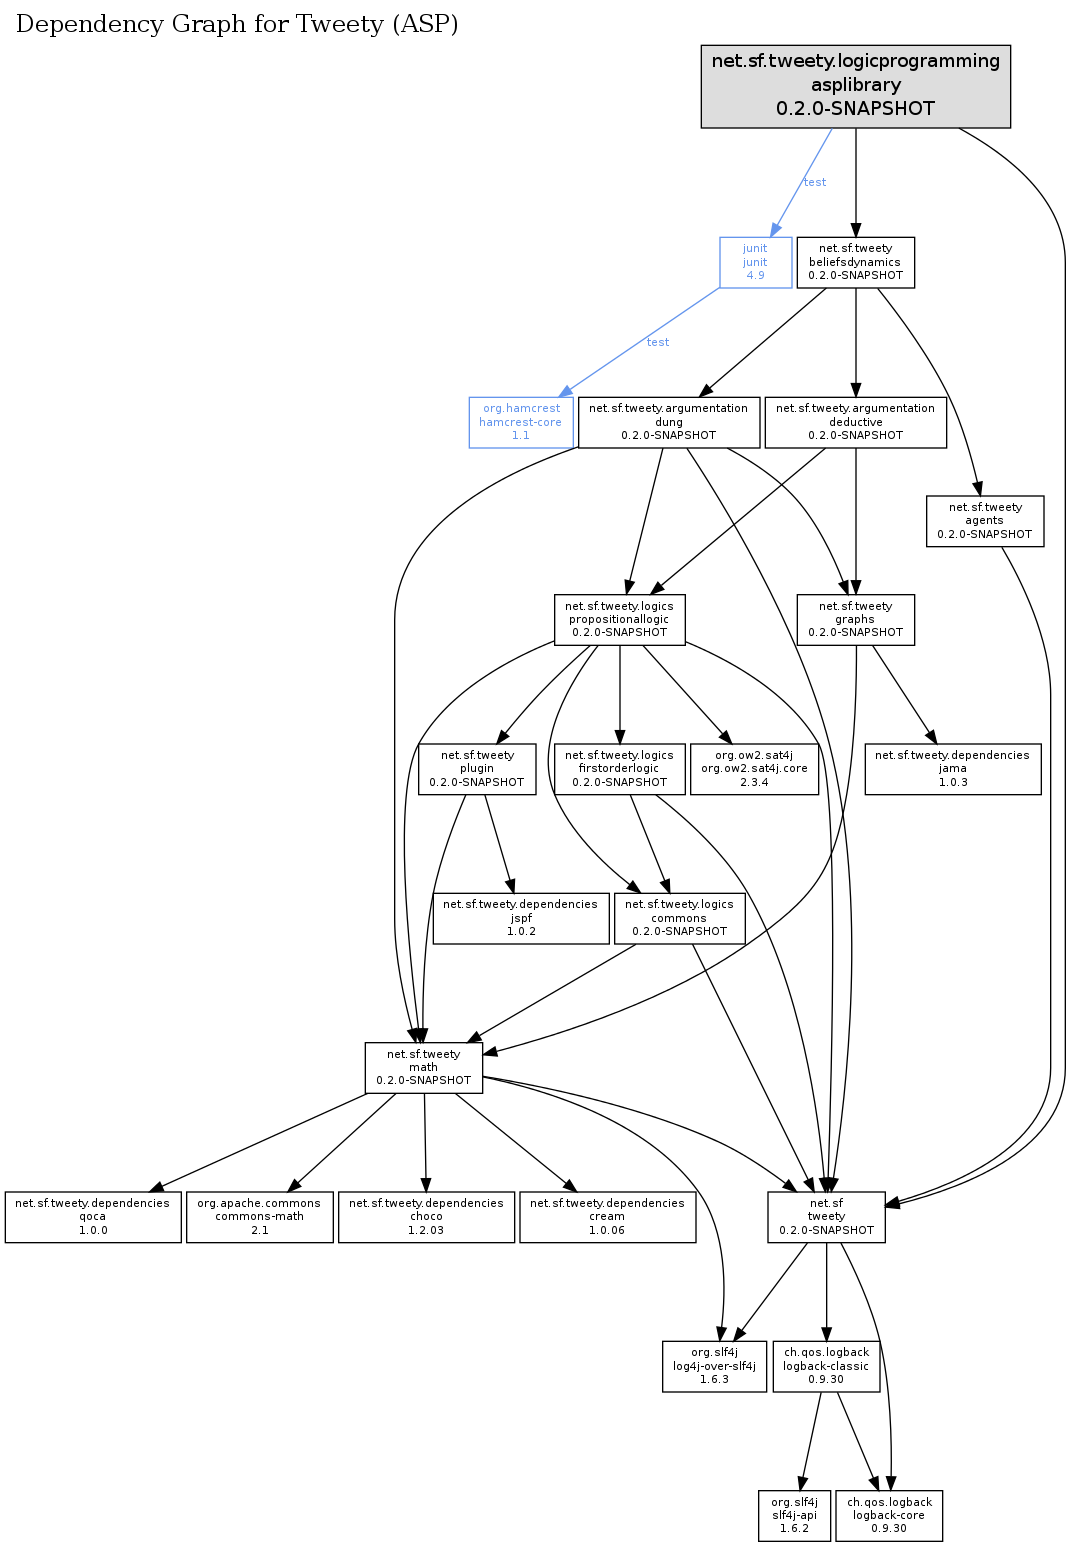 Dependency Graph for Tweety (ASP)
net.sf.tweety.logicprogramming
asplibrary
0.2.0-SNAPSHOT
test
junit
junit
4.9
net.sf.tweety
beliefsdynamics
0.2.0-SNAPSHOT
test
org.hamcrest
hamcrest-core
1.1
net.sf.tweety.argumentation
dung
0.2.0-SNAPSHOT
net.sf.tweety.argumentation
deductive
0.2.0-SNAPSHOT
net.sf.tweety
agents
0.2.0-SNAPSHOT
net.sf.tweety.logics
propositionallogic
0.2.0-SNAPSHOT
net.sf.tweety
graphs
0.2.0-SNAPSHOT
net.sf.tweety
plugin
0.2.0-SNAPSHOT
net.sf.tweety.logics
firstorderlogic
0.2.0-SNAPSHOT
org.ow2.sat4j
org.ow2.sat4j.core
2.3.4
net.sf.tweety.dependencies
jama
1.0.3
net.sf.tweety.dependencies
jspf
1.0.2
net.sf.tweety.logics
commons
0.2.0-SNAPSHOT
net.sf.tweety
math
0.2.0-SNAPSHOT
net.sf.tweety.dependencies
qoca
1.0.0
org.apache.commons
commons-math
2.1
net.sf.tweety.dependencies
choco
1.2.03
net.sf.tweety.dependencies
cream
1.0.06
net.sf
tweety
0.2.0-SNAPSHOT
org.slf4j
log4j-over-slf4j
1.6.3
ch.qos.logback
logback-classic
0.9.30
org.slf4j
slf4j-api
1.6.2
ch.qos.logback
logback-core
0.9.30